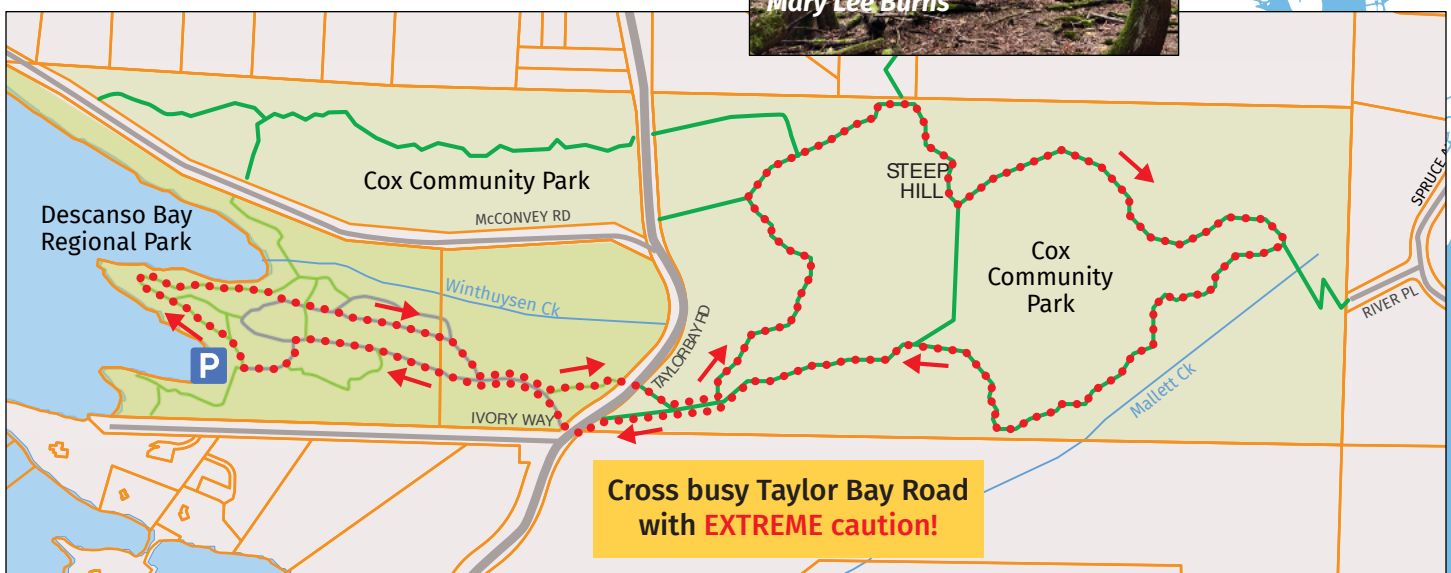 Mary Lee Burns
Cox Community Park
McCONVEY RD
Descanso Bay
Regional Park
STEEP
HILL
Winthuysen Ck
TAYLOR BAY RD
Cox
Community
Park
SPRUCE
RIVER PL
P
Mallett Ck
IVORY WAY
Cross busy Taylor Bay Road
with EXTREME caution!